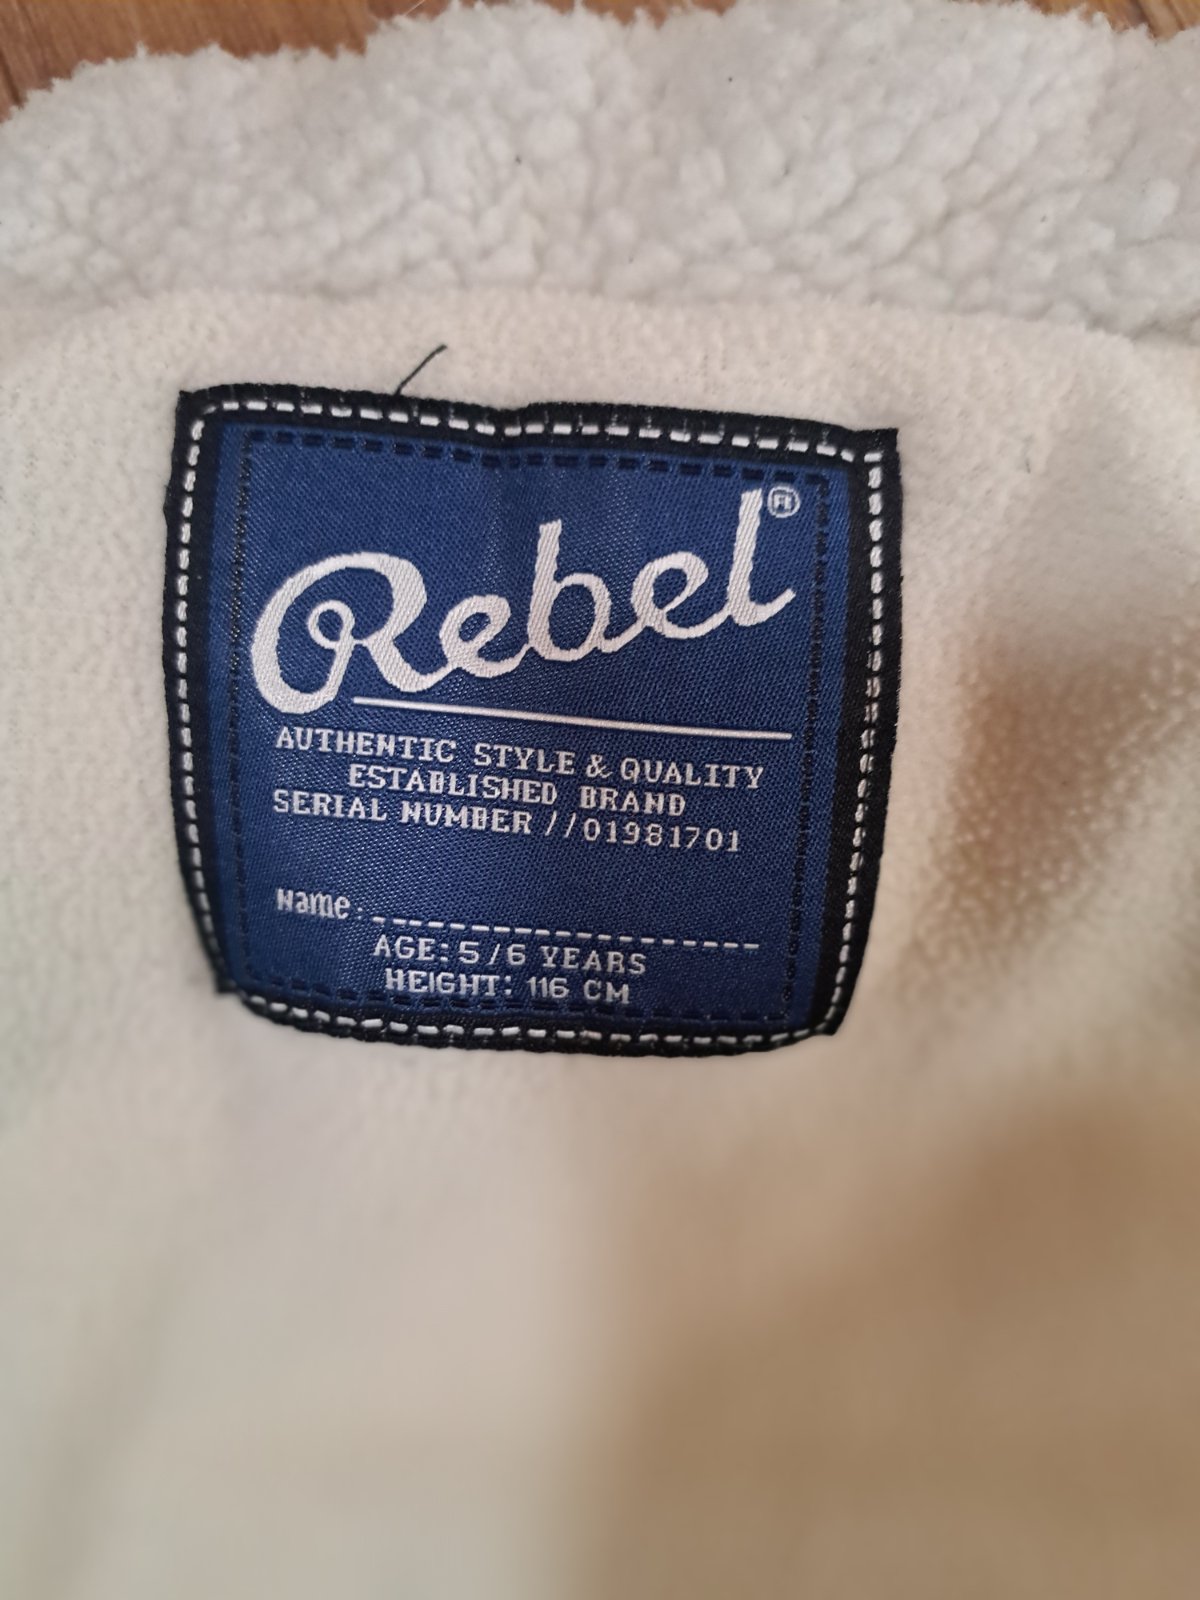 Rebel
AUTHENTIC STYLE & QUALITY
ESTABLISHED BRAND
SERIAL NUMBER //01981701
Name:
AGE: 5/6 YEARS
HEIGHT: 116 CM